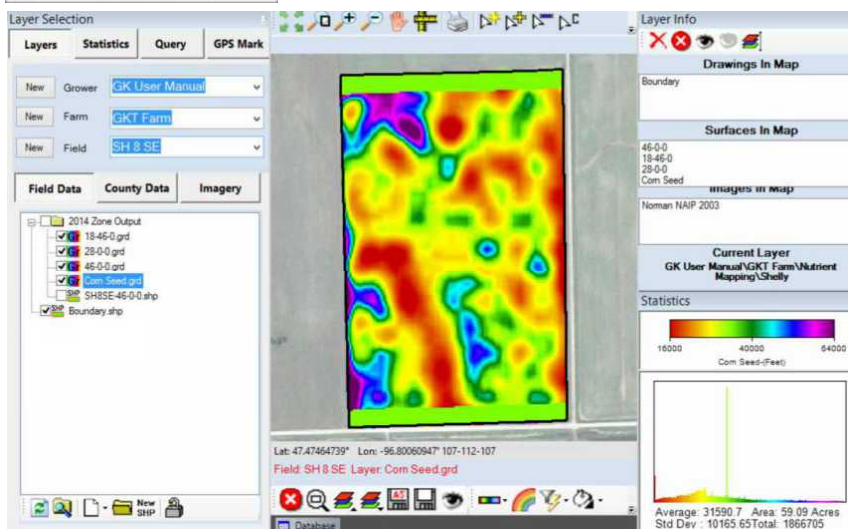 Layer Selection
Layers Statistics Query GPS Mark
New Grower GK User Manual
New Farm GKT Farm
New Field SH 8 SE
Field Data County Data Imagery
2014 Zone Output
18-46-0.grd
28-0-0.grd
46-0-0.grd
Corn Seed.grd
SH8SE-46-0-0.shp
SHP Boundary.shp
New
SHP
Lat: 47.47464739° Lon: -96.80060947° 107-112-107
Field: SH 8 SE Layer: Corn Seed.grd
Database
Layer Info
Drawings In Map
Boundary
Surfaces In Map
46-0-0
18-46-0
28-0-0
Corn Seed
Images In Map
Norman NAIP 2003
Current Layer
GK User Manual\GKT Farm\Nutrient
Mapping\Shelly
Statistics
16000 40000 64000
Corn Seed-(Feet)
Average: 31590.7 Area: 59.09 Acres
Std Dev : 10165.65Total: 1866705